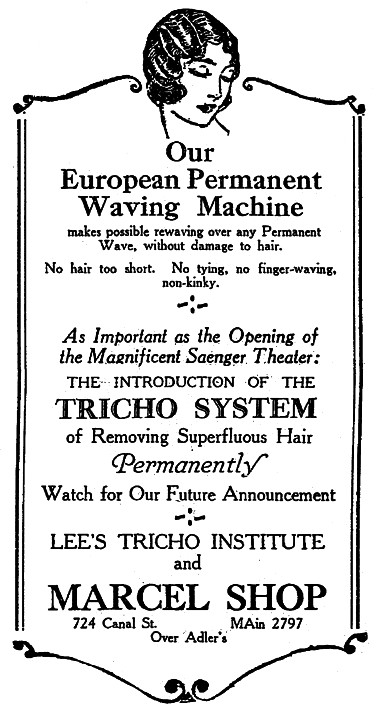 Our
European Permanent
Waving Machine
makes possible rewaving over any Permanent
Wave, without damage to hair.
No hair too short. No tying, no finger-waving,
non-kinky.
As Important as the Opening of
the Magnificent Saenger Theater:
THE INTRODUCTION OF THE
TRICHO SYSTEM
of Removing Superfluous Hair
Permanently
Watch for Our Future Announcement
LEE'S TRICHO INSTITUTE
and
MARCEL SHOP
724 Canal St. MAin 2797
Over Adler's